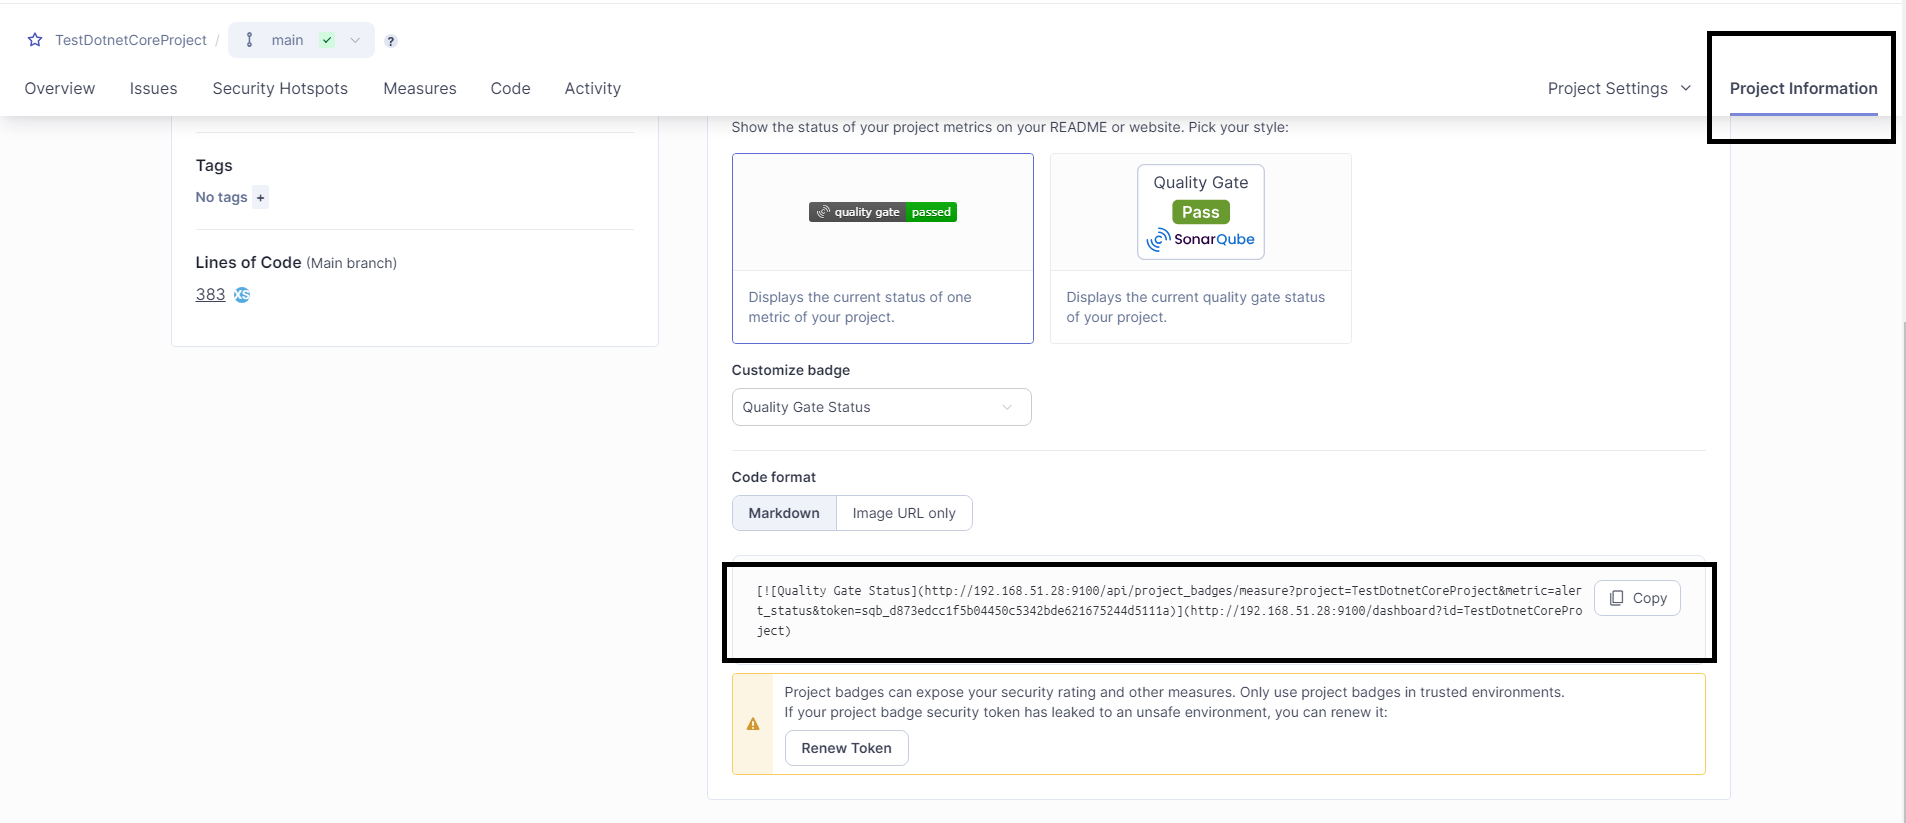 TestDotnetCoreProject / main ?
Overview Issues Security Hotspots Measures Code Activity Project Settings Project Information
Tags
No tags +
Lines of Code (Main branch)
383 XS
Show the status of your project metrics on your README or website. Pick your style:
quality gate passed
Displays the current status of one
metric of your project.
Quality Gate
Pass
SonarQube
Displays the current quality gate status
of your project.
Customize badge
Quality Gate Status
Code format
Markdown Image URL only
[![Quality Gate Status](http://192.168.51.28:9100/api/project_badges/measure?project=TestDotnetCoreProject&metric=aler
t_status&token=sqb_d873edcc1f5b04450c5342bde621675244d5111a)](http://192.168.51.28:9100/dashboard?id=TestDotnetCorePro
ject)
Copy
Project badges can expose your security rating and other measures. Only use project badges in trusted environments.
If your project badge security token has leaked to an unsafe environment, you can renew it:
Renew Token